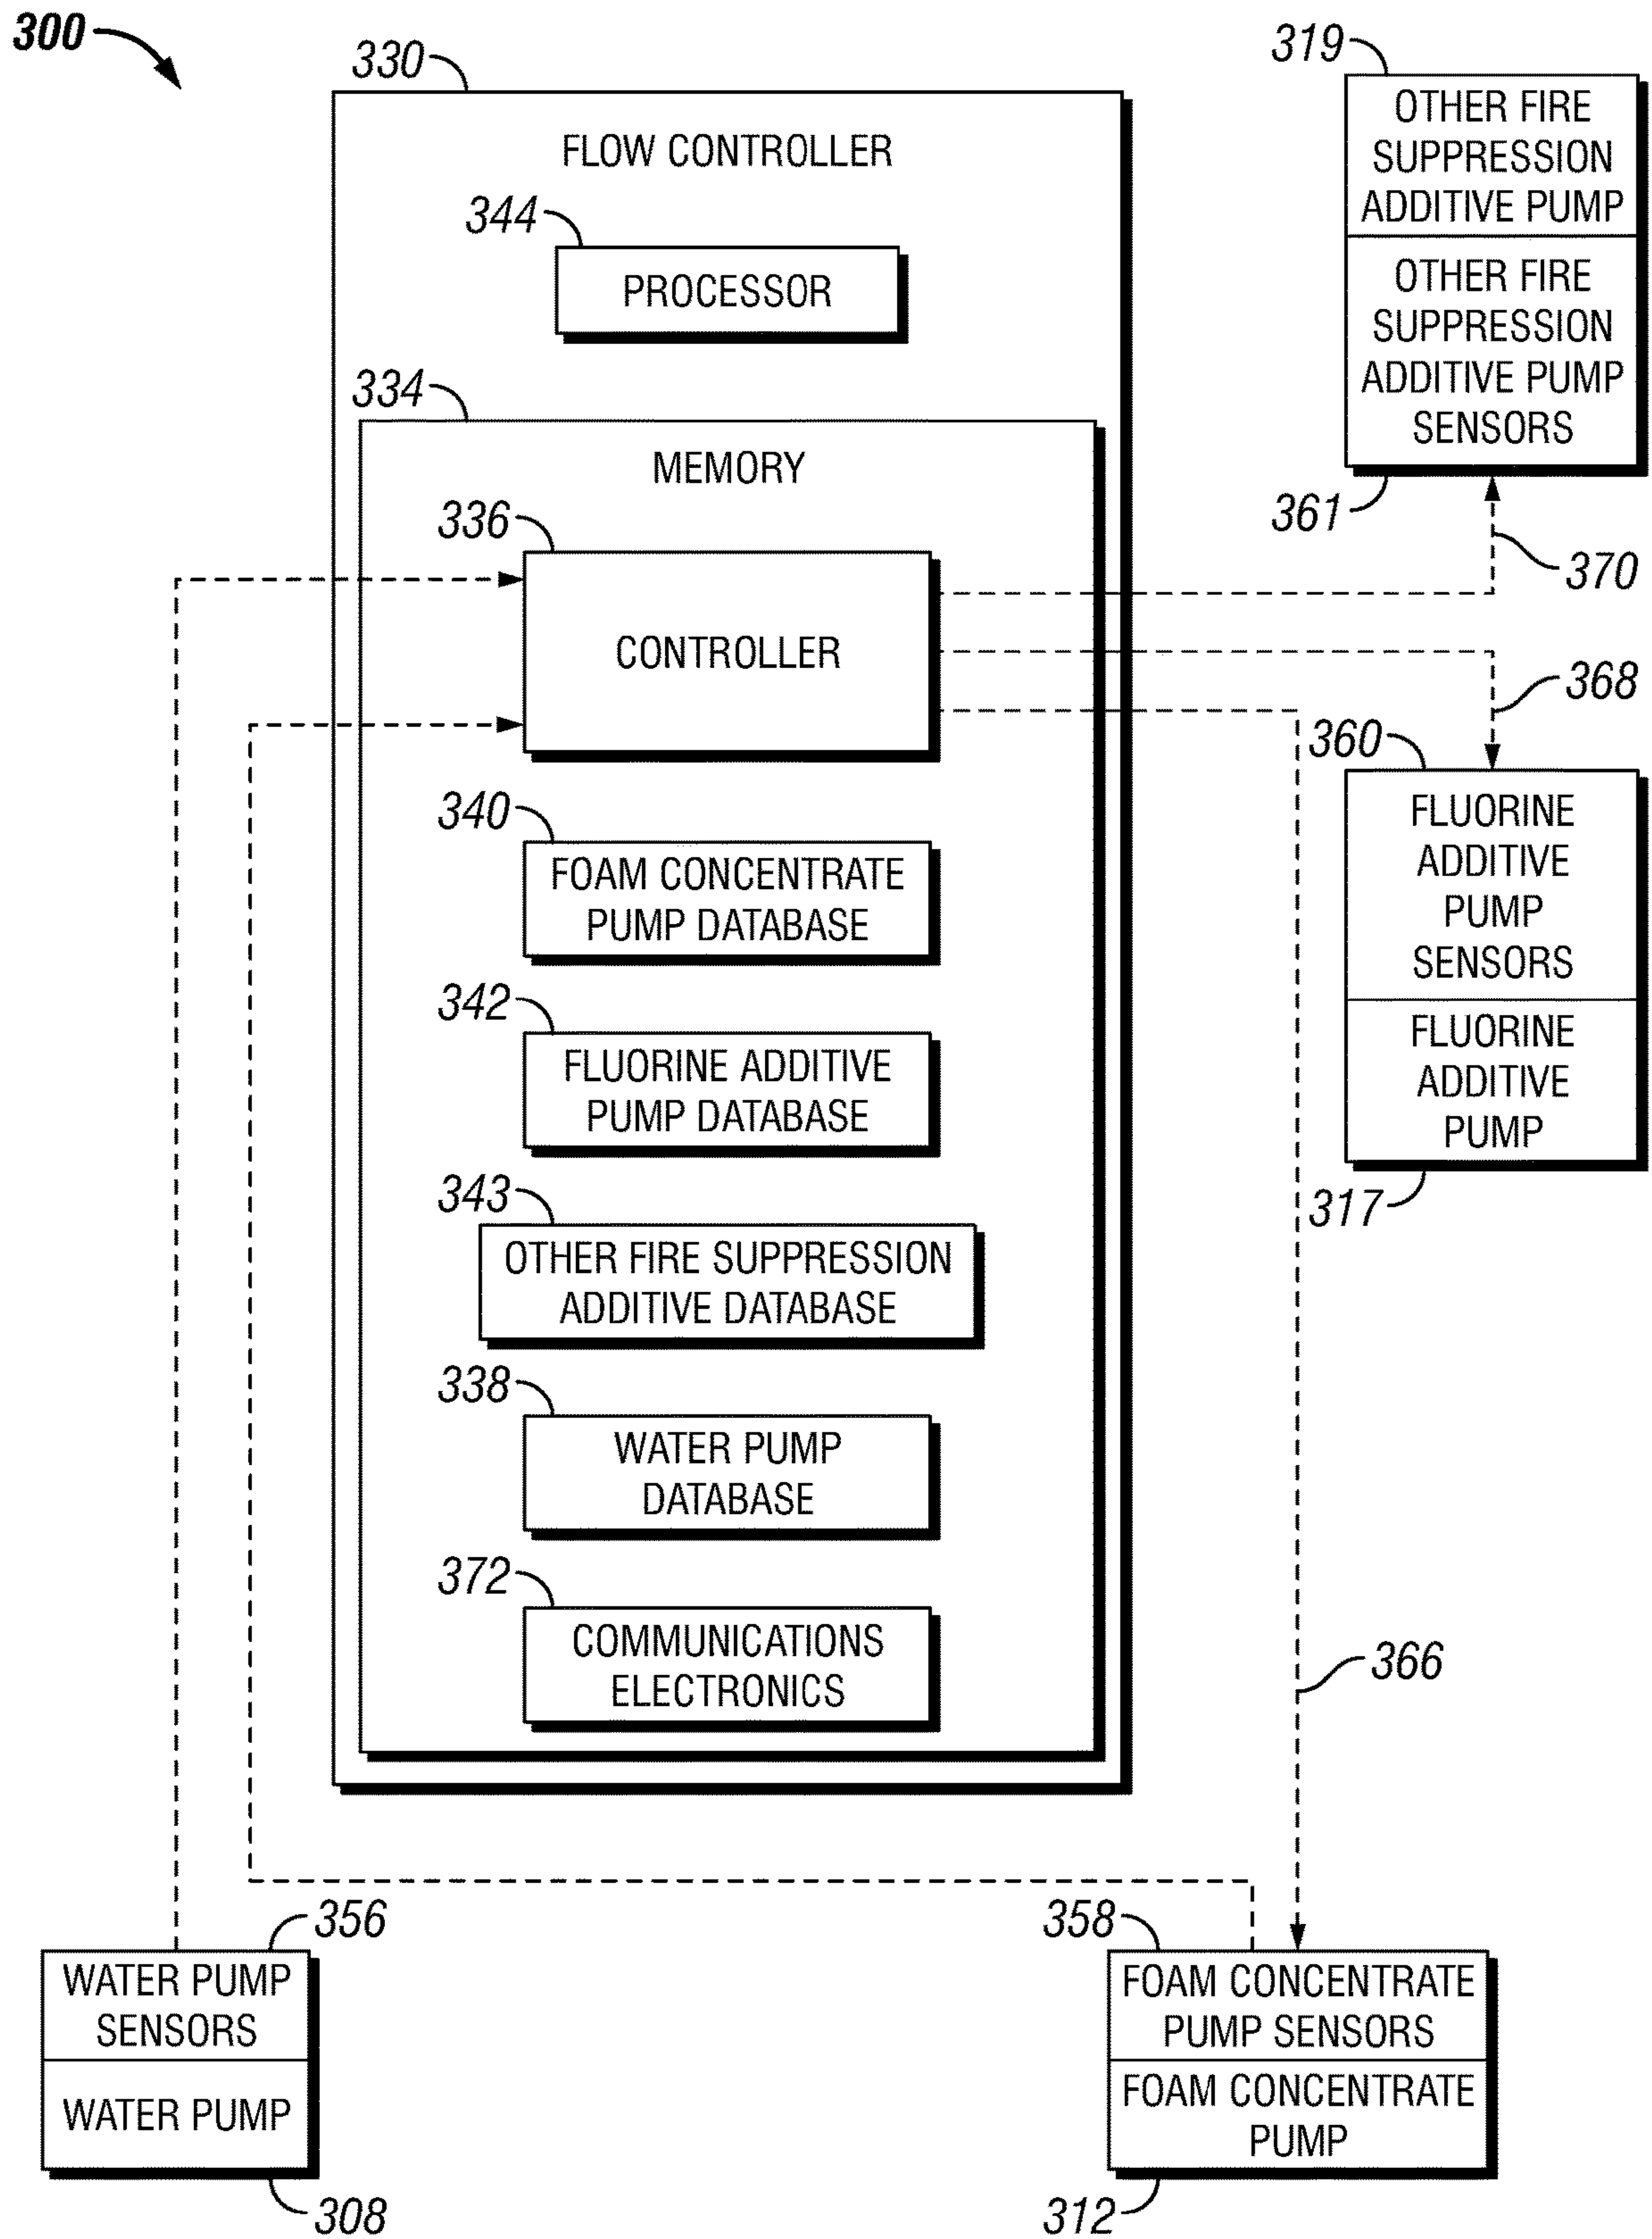 300
330
FLOW CONTROLLER
344
PROCESSOR
334
MEMORY
336
CONTROLLER
340
FOAM CONCENTRATE
PUMP DATABASE
342
FLUORINE ADDITIVE
PUMP DATABASE
343
OTHER FIRE SUPPRESSION
ADDITIVE DATABASE
338
WATER PUMP
DATABASE
372
COMMUNICATIONS
ELECTRONICS
319
OTHER FIRE
SUPPRESSION
ADDITIVE PUMP
OTHER FIRE
SUPPRESSION
ADDITIVE PUMP
SENSORS
361
370
368
360
FLUORINE
ADDITIVE
PUMP
SENSORS
FLUORINE
ADDITIVE
PUMP
317
366
356
WATER PUMP
SENSORS
WATER PUMP
308
358
FOAM CONCENTRATE
PUMP SENSORS
FOAM CONCENTRATE
PUMP
312